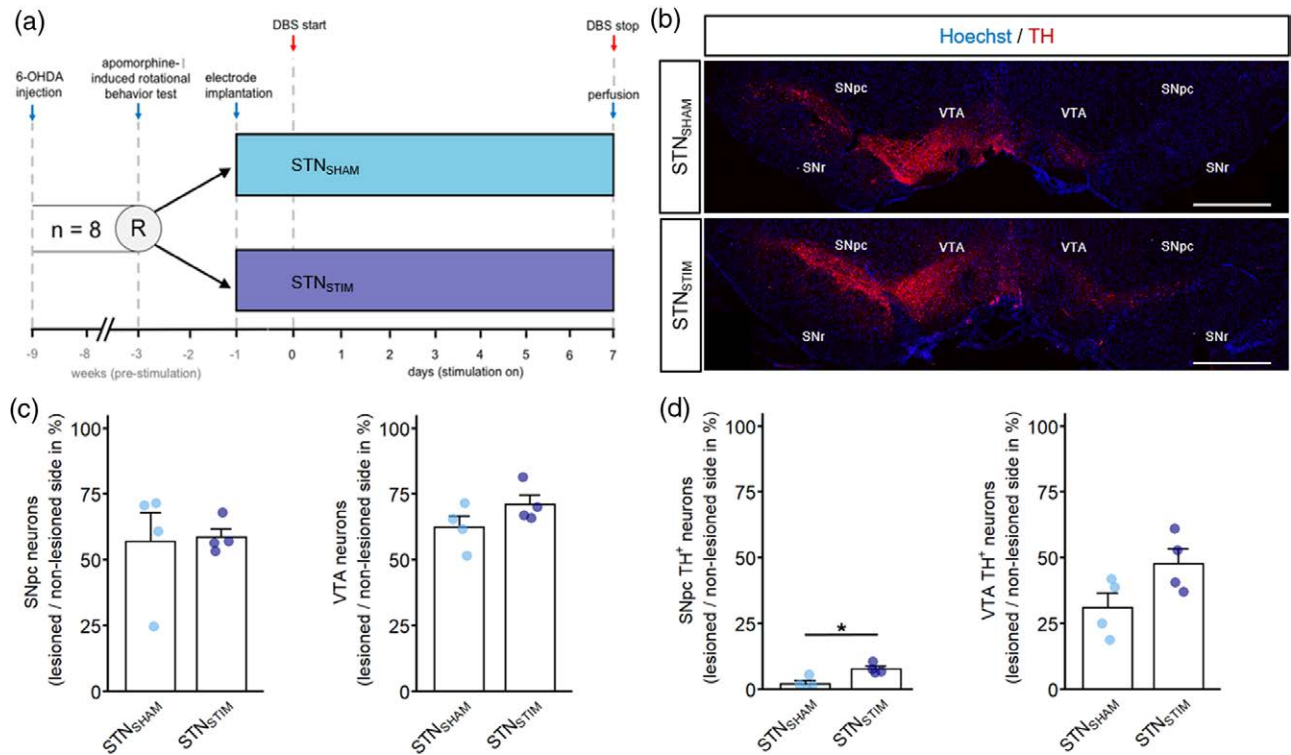 (a)
DBS start
DBS stop
6-OHDA
injection
apomorphine-
induced rotational
behavior test
electrode
implantation
perfusion
STNSHAM
n = 8
R
STNSTIM
-9
-8
-3
-2
-1
0
1
2
3
4
5
6
7
weeks (pre-stimulation)
days (stimulation on)
(b)
Hoechst / TH
STNSHAM
SNpc
VTA
VTA
SNpc
SNr
SNr
STNSTIM
SNpc
VTA
VTA
SNpc
SNr
SNr
(c)
SNpc neurons
(lesioned / non-lesioned side in %)
100
75
50
25
0
STNSHAM
STNSTIM
VTA neurons
(lesioned / non-lesioned side in %)
100
75
50
25
0
STNSHAM
STNSTIM
(d)
SNpc TH+ neurons
(lesioned / non-lesioned side in %)
100
75
50
25
0
*
STNSHAM
STNSTIM
VTA TH+ neurons
(lesioned / non-lesioned side in %)
100
75
50
25
0
STNSHAM
STNSTIM